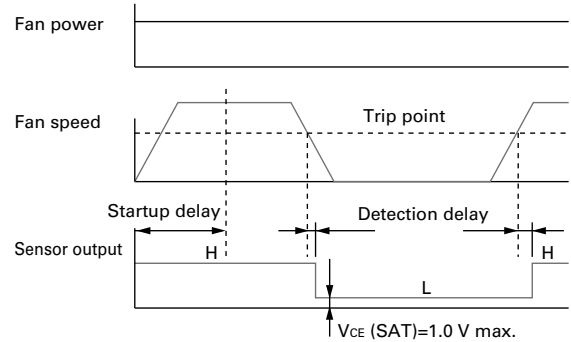 Fan power
Fan speed
Trip point
Startup delay
Detection delay
Sensor output
H
H
L
VCE (SAT)=1.0 V max.